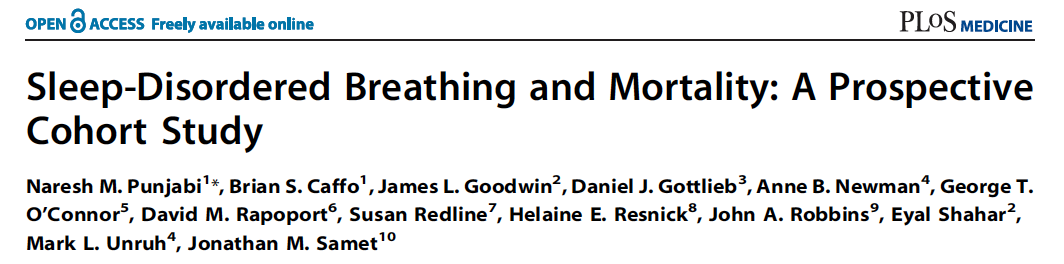 OPEN ACCESS Freely available online
PLoS MEDICINE
Sleep-Disordered Breathing and Mortality: A Prospective
Cohort Study
Naresh M. Punjabi1*, Brian S. Caffo1, James L. Goodwin2, Daniel J. Gottlieb3, Anne B. Newman4, George T.
O'Connor5, David M. Rapoport6, Susan Redline7, Helaine E. Resnick8, John A. Robbins9, Eyal Shahar2,
Mark L. Unruh4, Jonathan M. Samet10